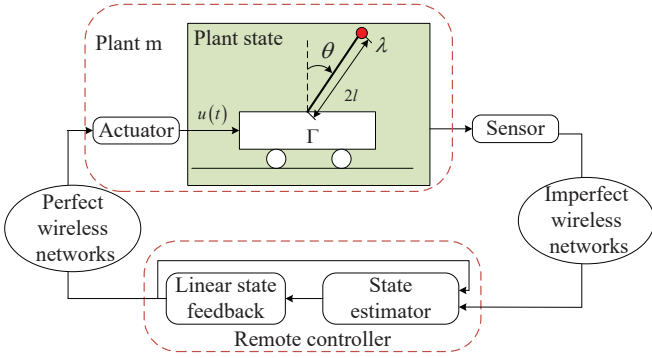 Plant m
Plant state
θ
λ
2l
u(t)
Actuator
Γ
Sensor
Perfect
wireless
networks
Imperfect
wireless
networks
Linear state
feedback
State
estimator
Remote controller